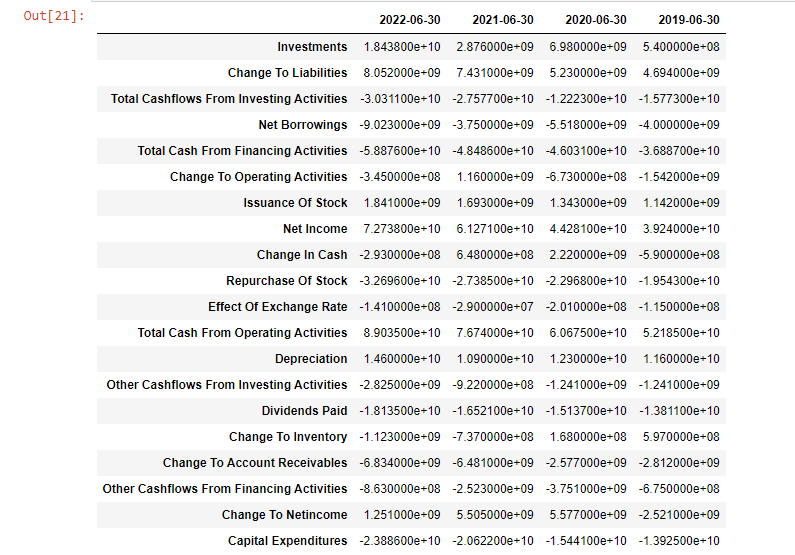 Out[21]:
2022-06-30 2021-06-30 2020-06-30 2019-06-30
Investments 1.843800e+10 2.876000e+09 6.980000e+09 5.400000e+08
Change To Liabilities 8.052000e+09 7.431000e+09 5.230000e+09 4.694000e+09
Total Cashflows From Investing Activities -3.031100e+10 -2.757700e+10 -1.222300e+10 -1.577300e+10
Net Borrowings -9.023000e+09 -3.750000e+09 -5.518000e+09 -4.000000e+09
Total Cash From Financing Activities -5.887600e+10 -4.848600e+10 -4.603100e+10 -3.688700e+10
Change To Operating Activities -3.450000e+08 1.160000e+09 -6.730000e+08 -1.542000e+09
Issuance Of Stock 1.841000e+09 1.693000e+09 1.343000e+09 1.142000e+09
Net Income 7.273800e+10 6.127100e+10 4.428100e+10 3.924000e+10
Change In Cash -2.930000e+08 6.480000e+08 2.220000e+09 -5.900000e+08
Repurchase Of Stock -3.269600e+10 -2.738500e+10 -2.296800e+10 -1.954300e+10
Effect Of Exchange Rate -1.410000e+08 -2.900000e+07 -2.010000e+08 -1.150000e+08
Total Cash From Operating Activities 8.903500e+10 7.674000e+10 6.067500e+10 5.218500e+10
Depreciation 1.460000e+10 1.090000e+10 1.230000e+10 1.160000e+10
Other Cashflows From Investing Activities -2.825000e+09 -9.220000e+08 -1.241000e+09 -1.241000e+09
Dividends Paid -1.813500e+10 -1.652100e+10 -1.513700e+10 -1.381100e+10
Change To Inventory -1.123000e+09 -7.370000e+08 1.680000e+08 5.970000e+08
Change To Account Receivables -6.834000e+09 -6.481000e+09 -2.577000e+09 -2.812000e+09
Other Cashflows From Financing Activities -8.630000e+08 -2.523000e+09 -3.751000e+09 -6.750000e+08
Change To Netincome 1.251000e+09 5.505000e+09 5.577000e+09 -2.521000e+09
Capital Expenditures -2.388600e+10 -2.062200e+10 -1.544100e+10 -1.392500e+10